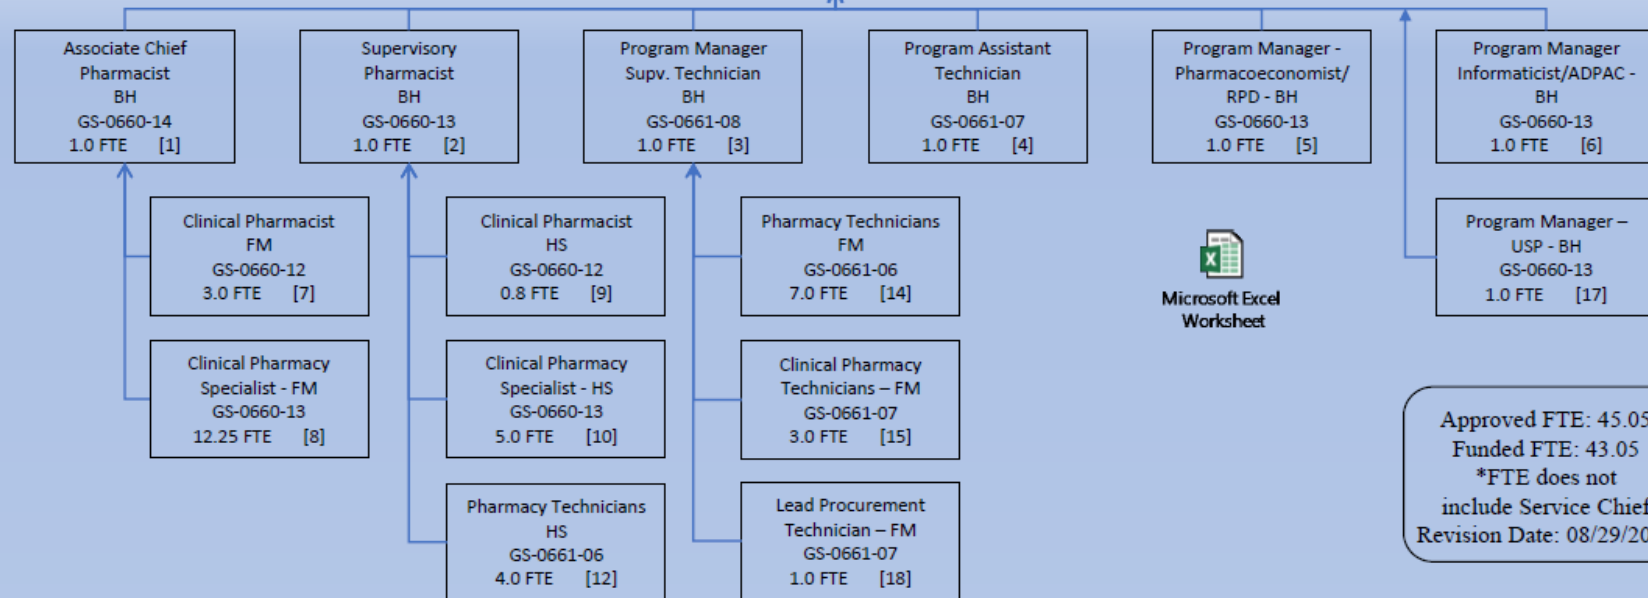 Associate Chief
Pharmacist
BH
GS-0660-14
1.0 FTE [1]
Supervisory
Pharmacist
BH
GS-0660-13
1.0 FTE [2]
Program Manager
Supv. Technician
BH
GS-0661-08
1.0 FTE [3]
Program Assistant
Technician
BH
GS-0661-07
1.0 FTE [4]
Program Manager -
Pharmacoeconomist/
RPD - BH
GS-0660-13
1.0 FTE [5]
Program Manager
Informaticist/ADPAC -
BH
GS-0660-13
1.0 FTE [6]
Clinical Pharmacist
FM
GS-0660-12
3.0 FTE [7]
Clinical Pharmacist
HS
GS-0660-12
0.8 FTE [9]
Pharmacy Technicians
FM
GS-0661-06
7.0 FTE [14]
Microsoft Excel
Worksheet
Program Manager –
USP - BH
GS-0660-13
1.0 FTE [17]
Clinical Pharmacy
Specialist - FM
GS-0660-13
12.25 FTE [8]
Clinical Pharmacy
Specialist - HS
GS-0660-13
5.0 FTE [10]
Clinical Pharmacy
Technicians – FM
GS-0661-07
3.0 FTE [15]
Pharmacy Technicians
HS
GS-0661-06
4.0 FTE [12]
Lead Procurement
Technician – FM
GS-0661-07
1.0 FTE [18]
Approved FTE: 45.05
Funded FTE: 43.05
*FTE does not
include Service Chief
Revision Date: 08/29/20